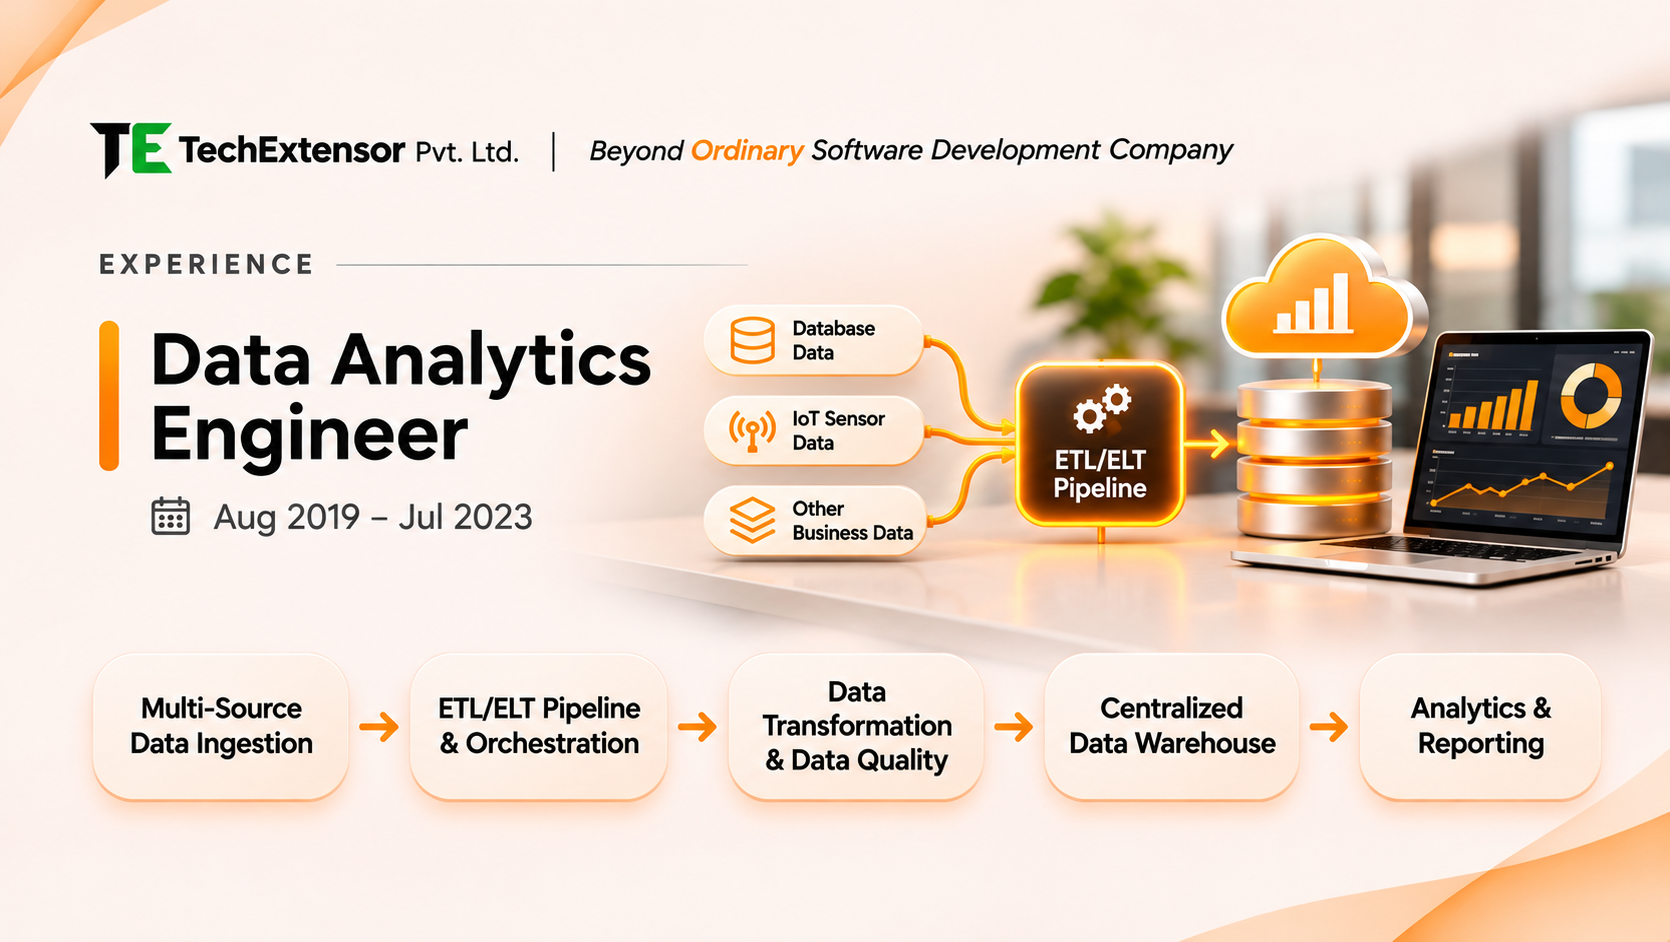 TE TechExtensor Pvt. Ltd. | Beyond Ordinary Software Development Company
EXPERIENCE
Data Analytics
Engineer
Aug 2019 – Jul 2023
Database
Data
IoT Sensor
Data
Other
Business Data
ETL/ELT
Pipeline
Multi-Source
Data Ingestion
ETL/ELT Pipeline
& Orchestration
Data
Transformation
& Data Quality
Centralized
Data Warehouse
Analytics &
Reporting